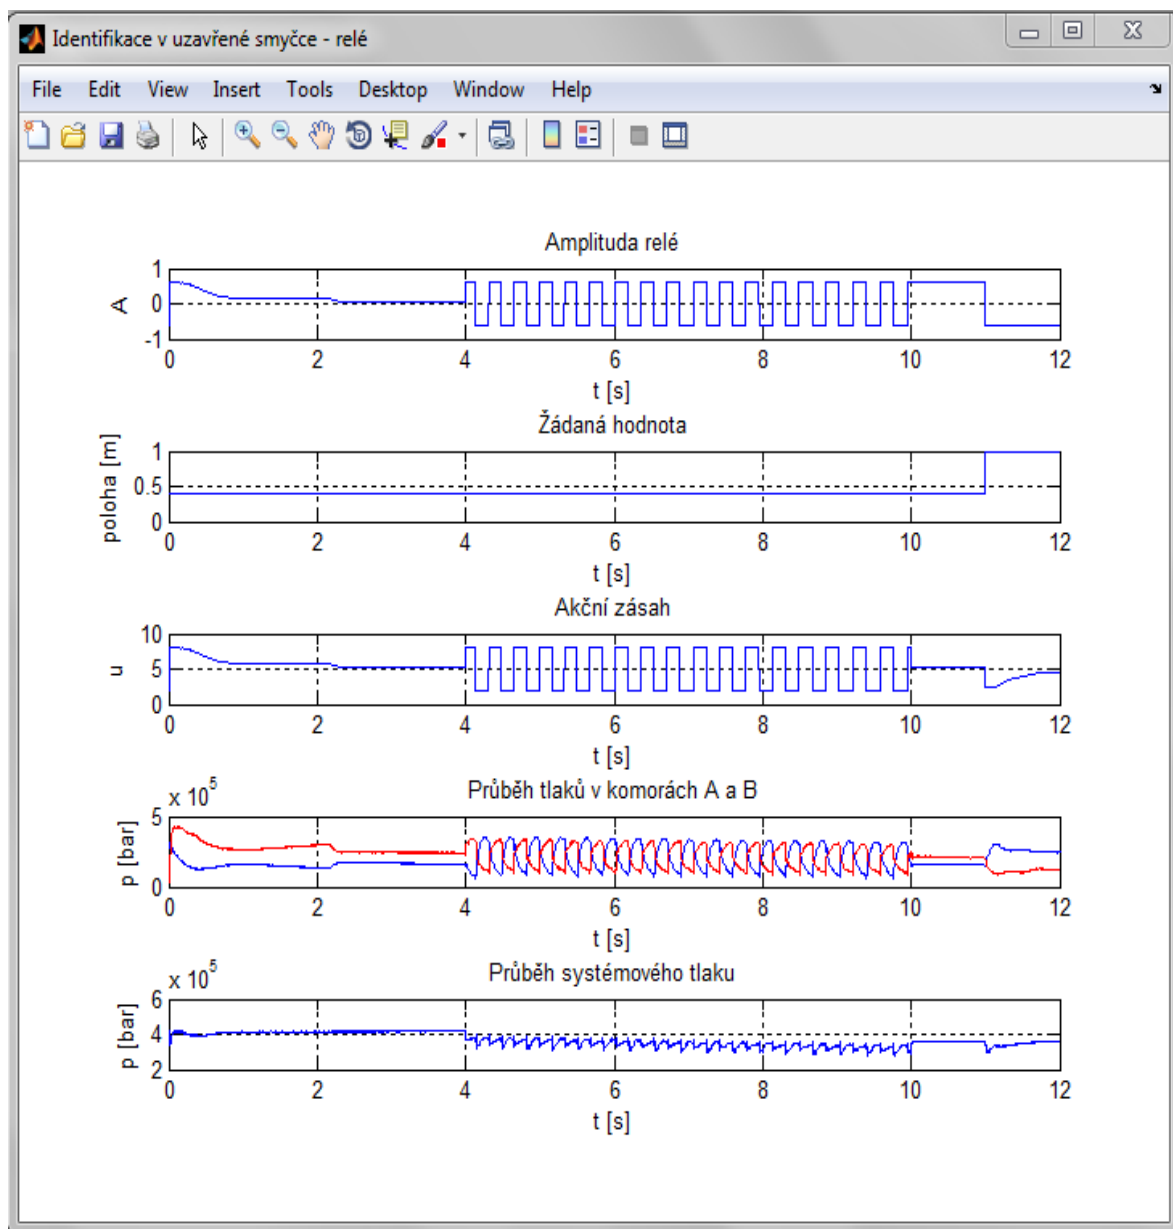 Identifikace v uzavřené smyčce - relé
File Edit View Insert Tools Desktop Window Help
Amplituda relé
A
1
0
-1
0 2 4 6 8 10 12
t [s]
Žádaná hodnota
poloha [m]
1
0.5
0
0 2 4 6 8 10 12
t [s]
Akční zásah
u
10
5
0
0 2 4 6 8 10 12
t [s]
x 10^5
Průběh tlaků v komorách A a B
p [bar]
5
0
0 2 4 6 8 10 12
t [s]
x 10^5
Průběh systémového tlaku
p [bar]
6
4
2
0 2 4 6 8 10 12
t [s]